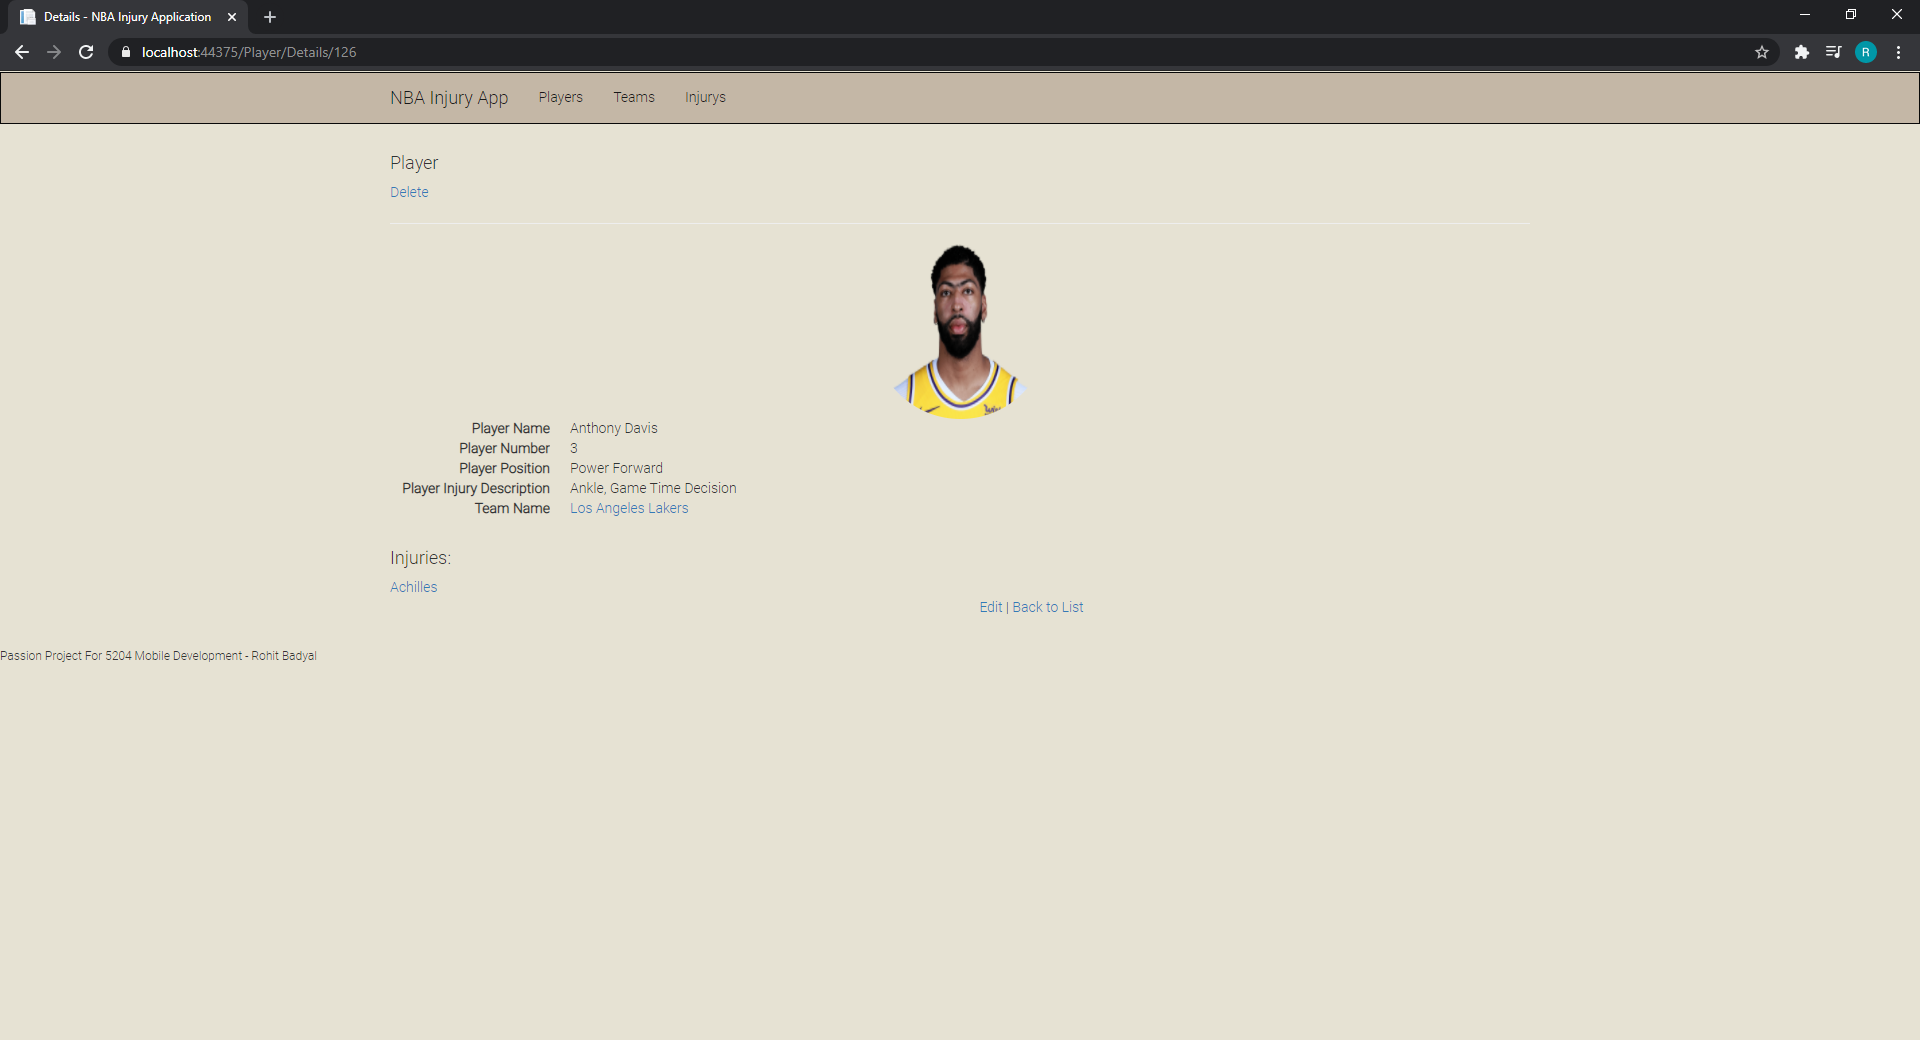 Details - NBA Injury Application
localhost:44375/Player/Details/126
R
NBA Injury App Players Teams Injurys
Player
Delete
Player Name Anthony Davis
Player Number 3
Player Position Power Forward
Player Injury Description Ankle, Game Time Decision
Team Name Los Angeles Lakers
Injuries:
Achilles
Edit | Back to List
Passion Project For 5204 Mobile Development - Rohit Badyal